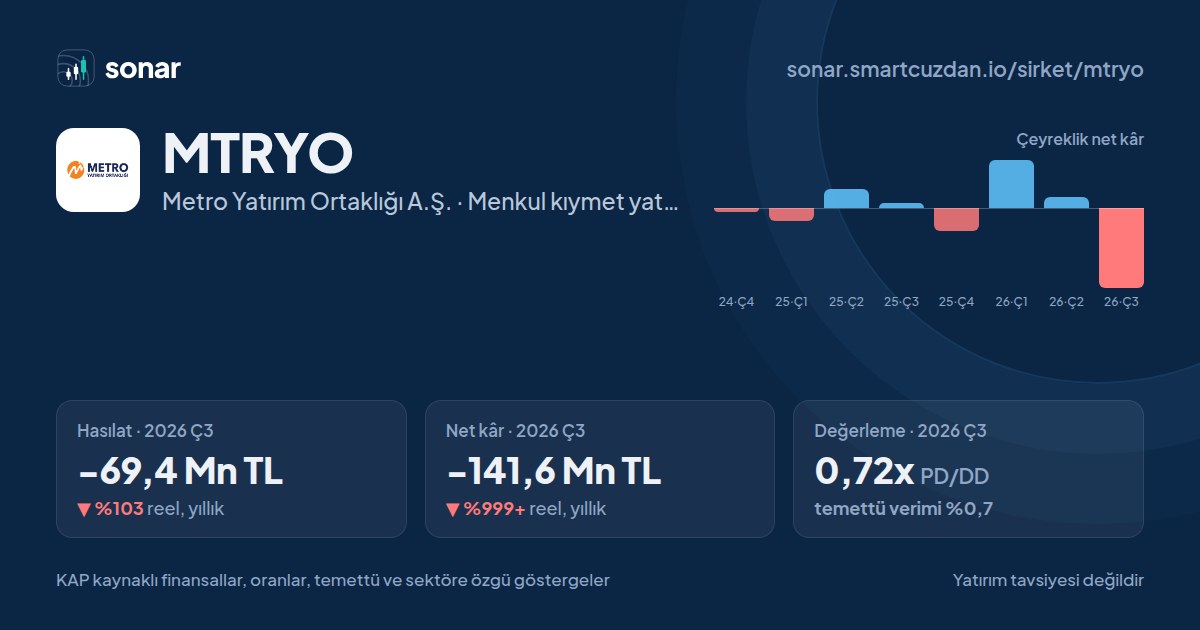 sonar
sonar.smartcuzdan.io/sirket/mtryo
METRO
YATIRIM ORTAKLIĞI
MTRYO
Metro Yatırım Ortaklığı A.Ş. · Menkul kıymet yat...
Çeyreklik net kâr
24·Ç4 25·Ç1 25·Ç2 25·Ç3 25·Ç4 26·Ç1 26·Ç2 26·Ç3
Hasılat · 2026 Ç3
−69,4 Mn TL
▼ %103 reel, yıllık
Net kâr · 2026 Ç3
−141,6 Mn TL
▼ %999+ reel, yıllık
Değerleme · 2026 Ç3
0,72x PD/DD
temettü verimi %0,7
KAP kaynaklı finansallar, oranlar, temettü ve sektöre özgü göstergeler
Yatırım tavsiyesi değildir